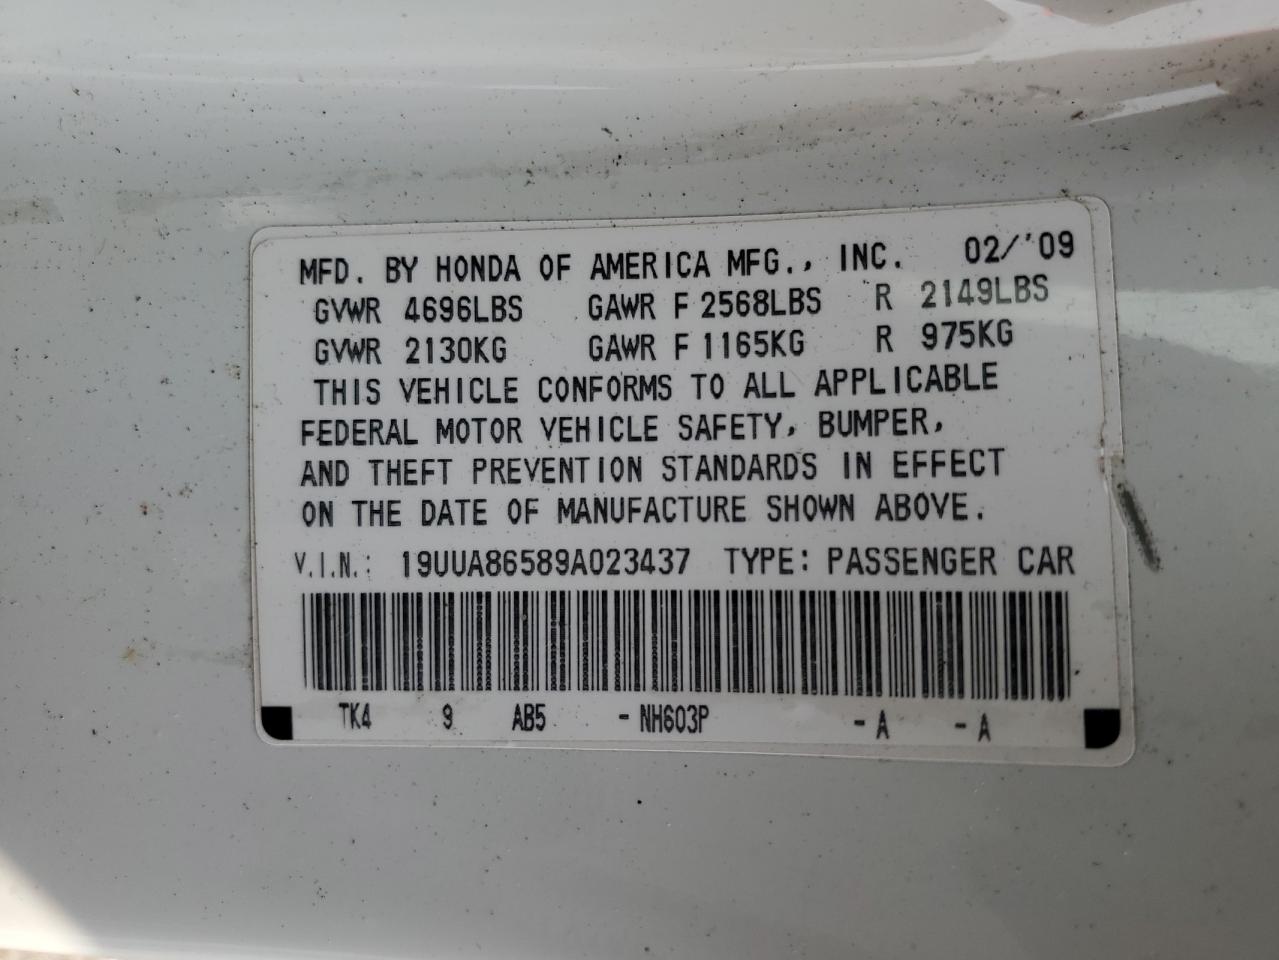 MFD. BY HONDA OF AMERICA MFG., INC. 02/'09
GVWR 4696LBS GAWR F 2568LBS R 2149LBS
GVWR 2130KG GAWR F 1165KG R 975KG
THIS VEHICLE CONFORMS TO ALL APPLICABLE
FEDERAL MOTOR VEHICLE SAFETY, BUMPER,
AND THEFT PREVENTION STANDARDS IN EFFECT
ON THE DATE OF MANUFACTURE SHOWN ABOVE.
V.I.N.: 19UUA86589A023437 TYPE: PASSENGER CAR
TK4 9 AB5 - NH603P - A - A